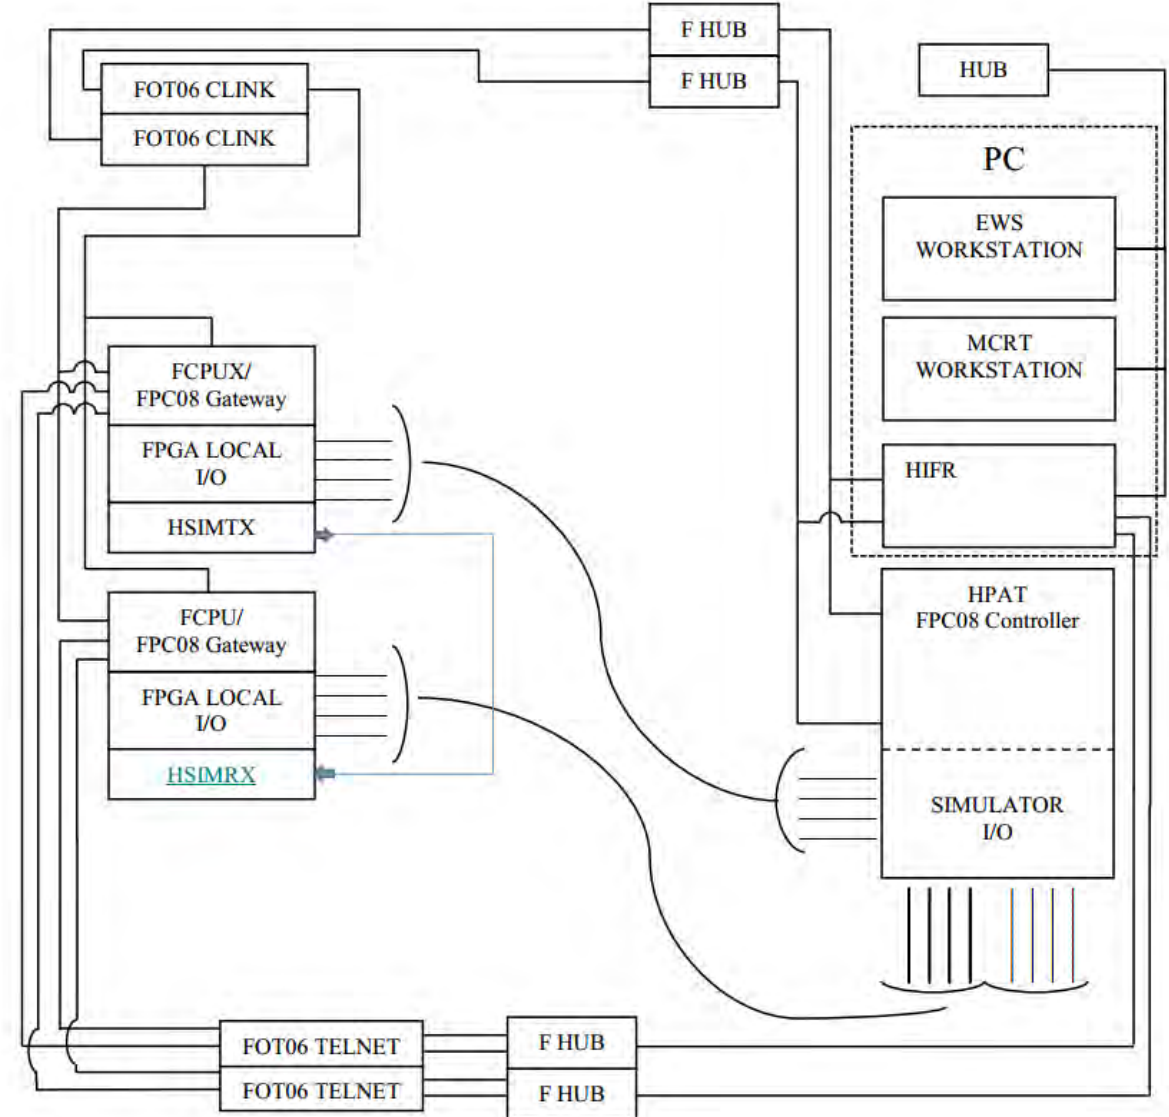 F HUB
F HUB
HUB
FOT06 CLINK
FOT06 CLINK
PC
EWS
WORKSTATION
MCRT
WORKSTATION
HIFR
FCPUX/
FPC08 Gateway
FPGA LOCAL
I/O
HSIMTX
FCPU/
FPC08 Gateway
FPGA LOCAL
I/O
HSIMRX
HPAT
FPC08 Controller
SIMULATOR
I/O
FOT06 TELNET
FOT06 TELNET
F HUB
F HUB